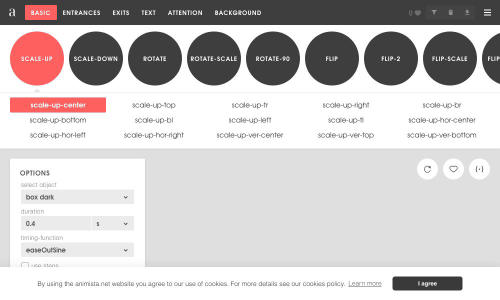 a BASIC ENTRANCES EXITS TEXT ATTENTION BACKGROUND 0
SCALE-UP SCALE-DOWN ROTATE ROTATE-SCALE ROTATE-90 FLIP FLIP-2 FLIP-SCALE FLIP
scale-up-center scale-up-top scale-up-tr scale-up-right scale-up-br
scale-up-bottom scale-up-bl scale-up-left scale-up-tl scale-up-hor-center
scale-up-hor-left scale-up-hor-right scale-up-ver-center scale-up-ver-top scale-up-ver-bottom
OPTIONS
select object
box dark
duration
0.4 s
timing-function
easeOutSine
use steps
By using the animista.net website you agree to our use of cookies. For more details see our cookies policy. Learn more I agree